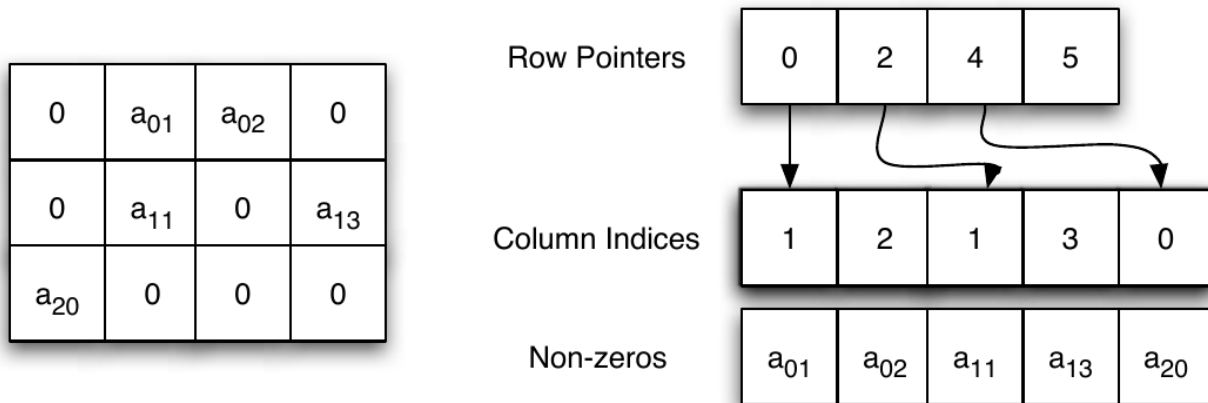 0 a01 a02 0
0 a11 0 a13
a20 0 0 0
Row Pointers 0 2 4 5
Column Indices 1 2 1 3 0
Non-zeros a01 a02 a11 a13 a20